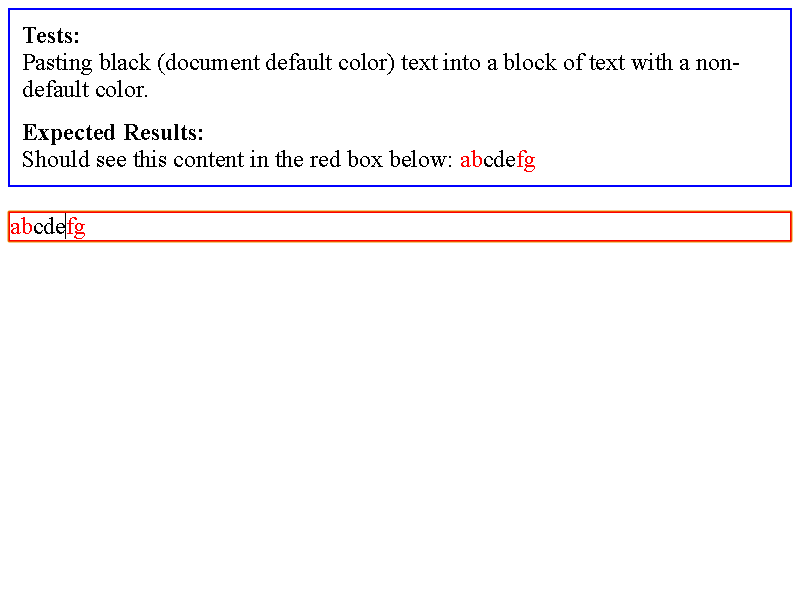 Tests:
Pasting black (document default color) text into a block of text with a non-
default color.
Expected Results:
Should see this content in the red box below: abcdefg
abcdefg